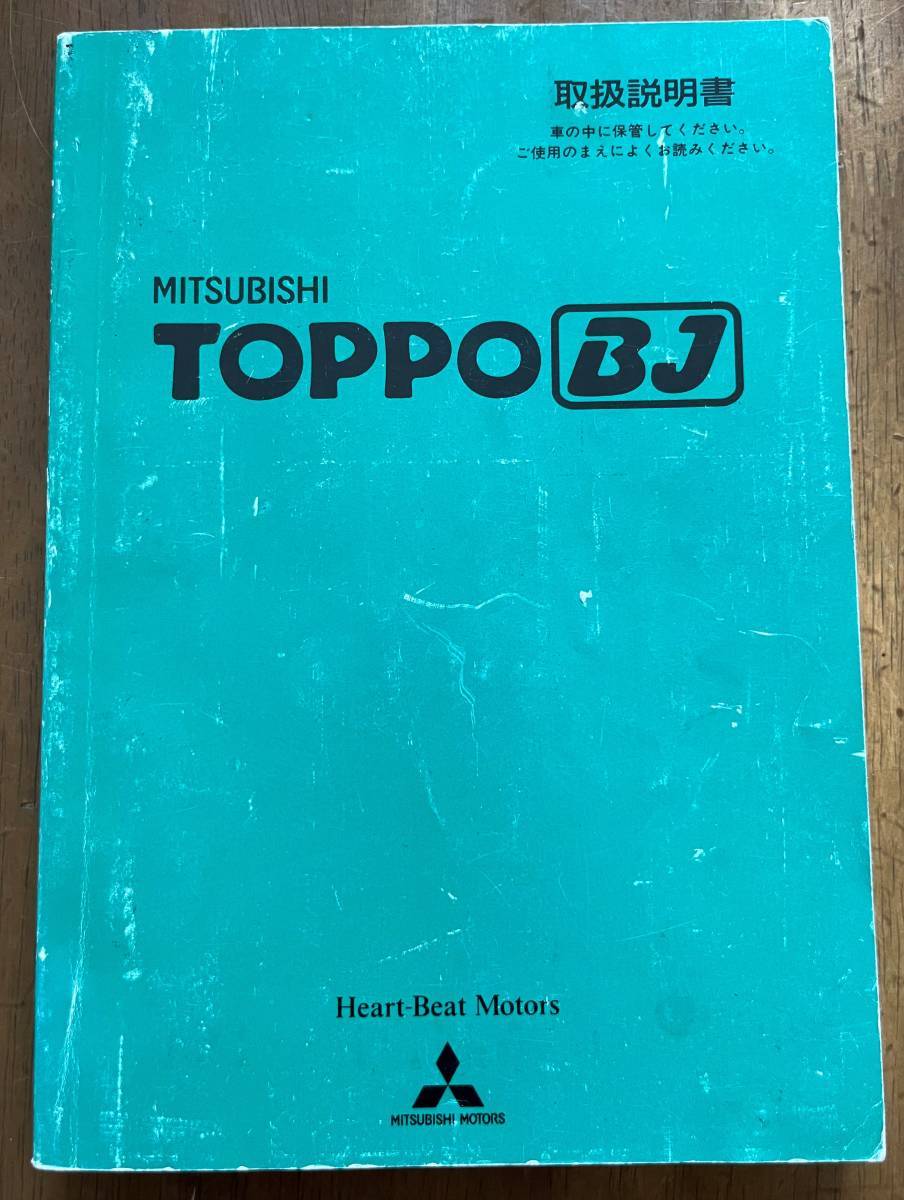 取扱説明書
車の中に保管してください。
ご使用のまえによくお読みください。
MITSUBISHI
TOPPO BJ
Heart-Beat Motors
MITSUBISHI MOTORS